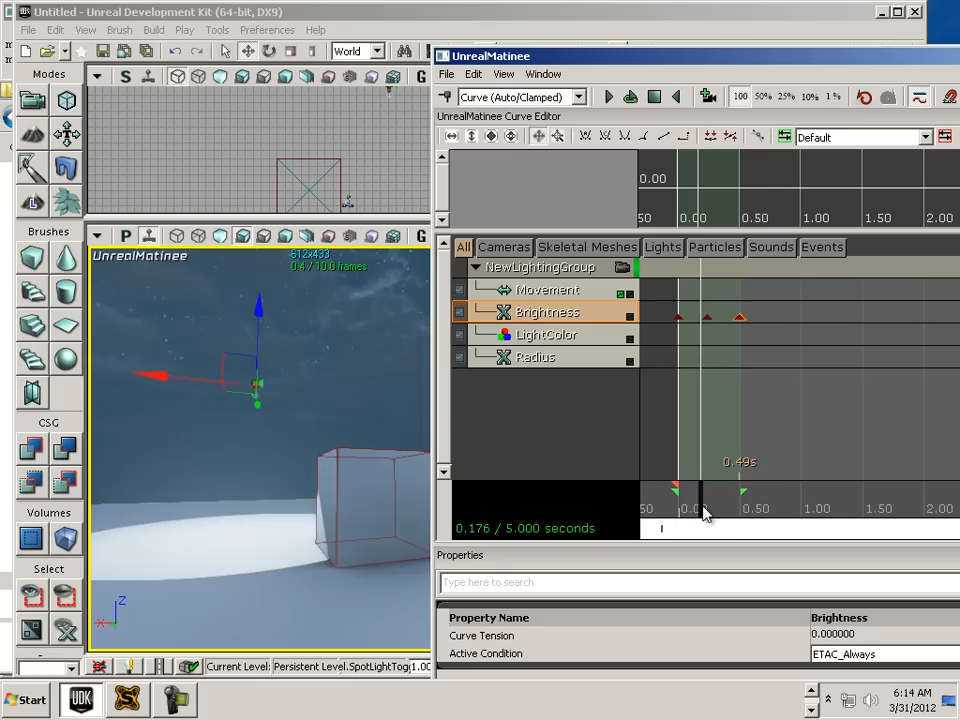 Untitled - Unreal Development Kit (64-bit, DX9)
File Edit View Brush Build Play Tools Preferences Help
World
Modes
S
G
UnrealMatinee
File Edit View Window
Curve (Auto/Clamped)
100 50% 25% 10% 1%
UnrealMatinee Curve Editor
Default
0.00
50 0.00 0.50 1.00 1.50 2.00
Brushes
P
G
UnrealMatinee
612x433
0.4 / 10.0 frames
Z
X
All Cameras Skeletal Meshes Lights Particles Sounds Events
NewLightingGroup
Movement
Brightness
LightColor
Radius
0.49s
50 0.0 0.50 1.00 1.50 2.00
0.176 / 5.000 seconds
CSG
Volumes
Select
Properties
Type here to search
Property Name Brightness
Curve Tension 0.000000
Active Condition ETAC_Always
Current Level: Persistent Level.SpotLightTog(1.00
Start
UDK
6:14 AM
3/31/2012